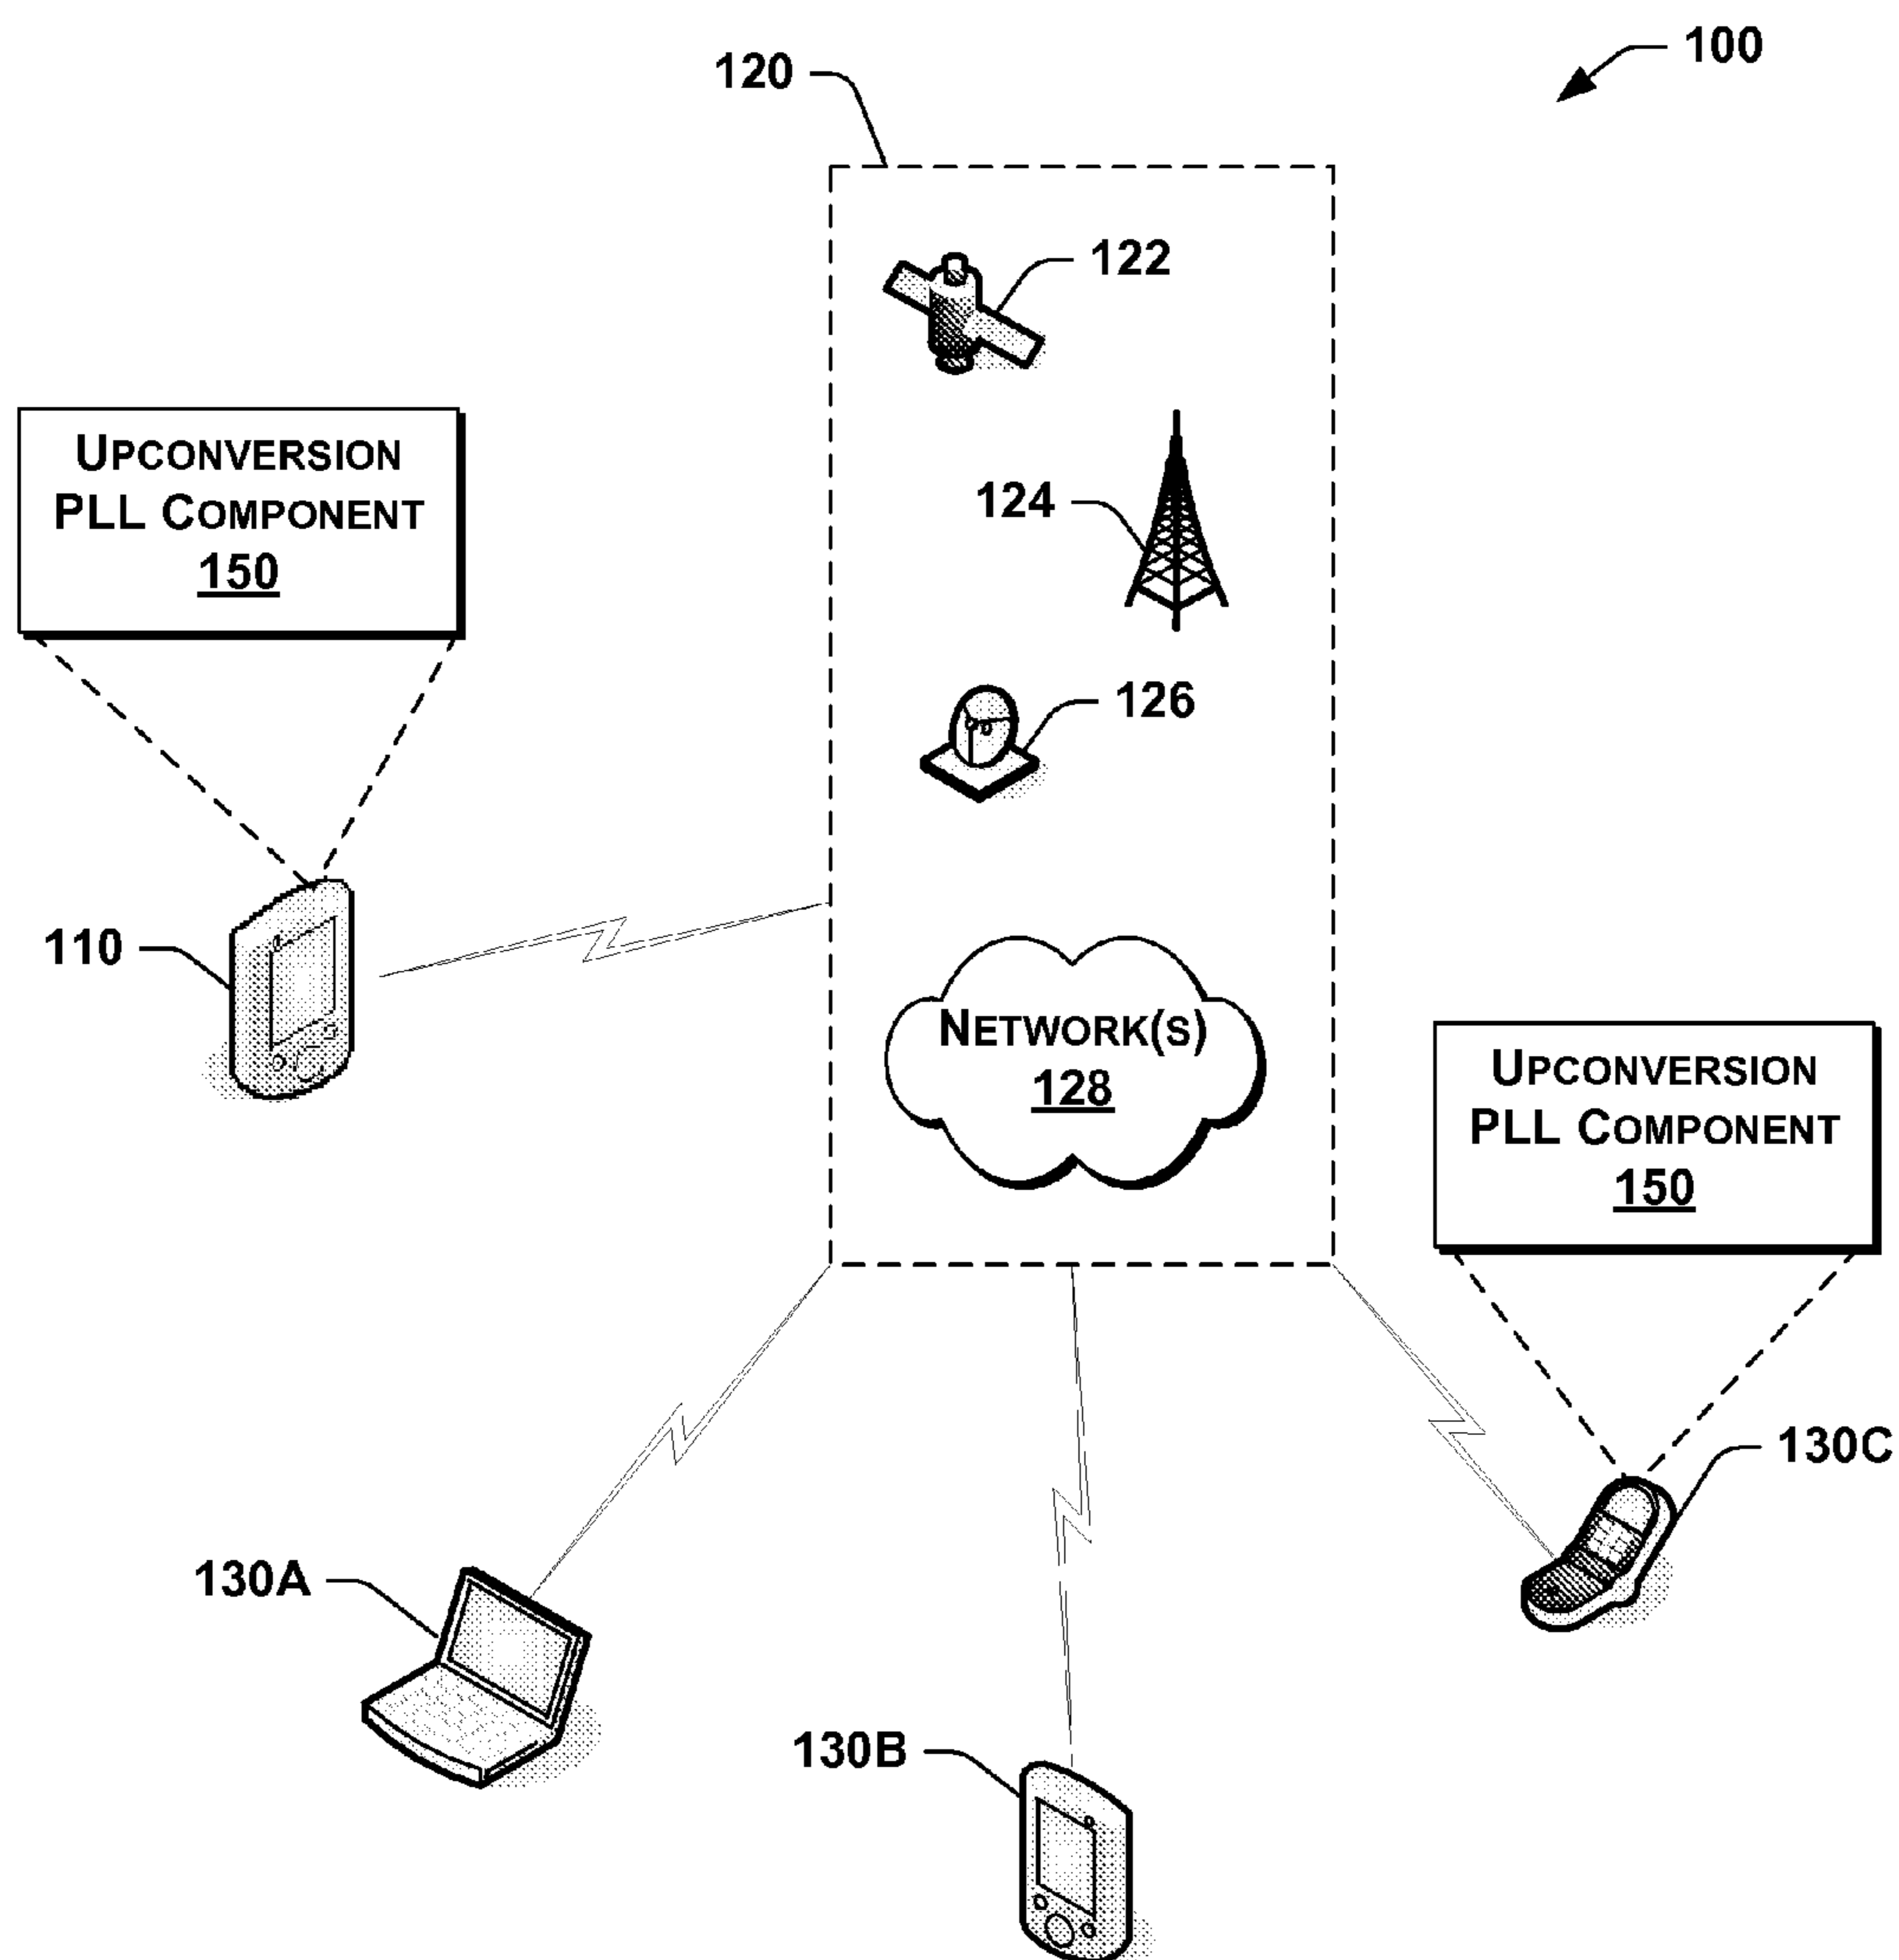 100
120
122
UPCONVERSION
PLL COMPONENT
150
124
126
110
NETWORK(S)
128
UPCONVERSION
PLL COMPONENT
150
130C
130A
130B